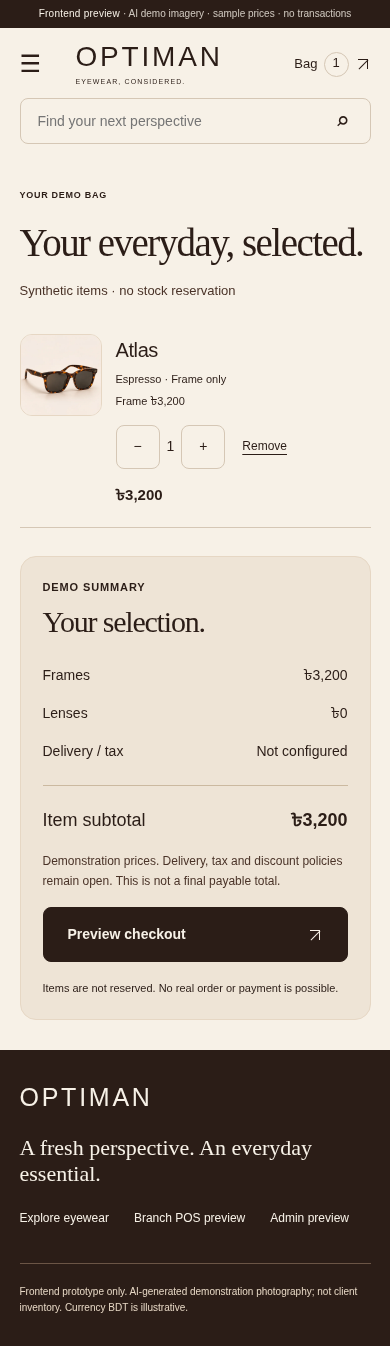 Frontend preview · AI demo imagery · sample prices · no transactions
OPTIMAN
EYEWEAR, CONSIDERED.
Bag 1
Find your next perspective
YOUR DEMO BAG
Your everyday, selected.
Synthetic items · no stock reservation
Atlas
Espresso · Frame only
Frame ৳3,200
− 1 + Remove
৳3,200
DEMO SUMMARY
Your selection.
Frames ৳3,200
Lenses ৳0
Delivery / tax Not configured
Item subtotal ৳3,200
Demonstration prices. Delivery, tax and discount policies
remain open. This is not a final payable total.
Preview checkout
Items are not reserved. No real order or payment is possible.
OPTIMAN
A fresh perspective. An everyday
essential.
Explore eyewear Branch POS preview Admin preview
Frontend prototype only. AI-generated demonstration photography; not client
inventory. Currency BDT is illustrative.